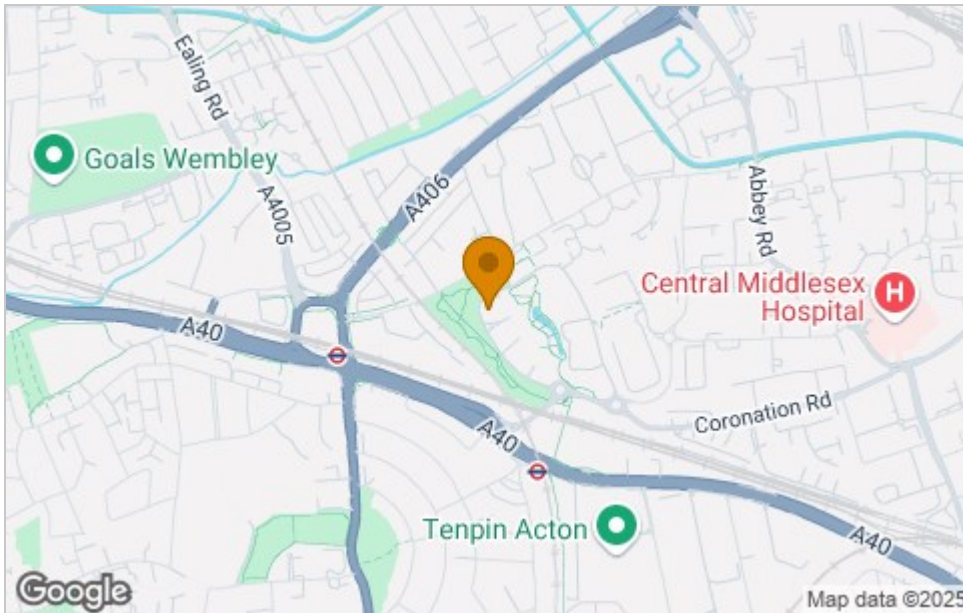 Ealing Rd
Goals Wembley
A4005
A406
Abbey Rd
Central Middlesex
Hospital
H
A40
Coronation Rd
A40
Tenpin Acton
A40
Google
Map data ©2025